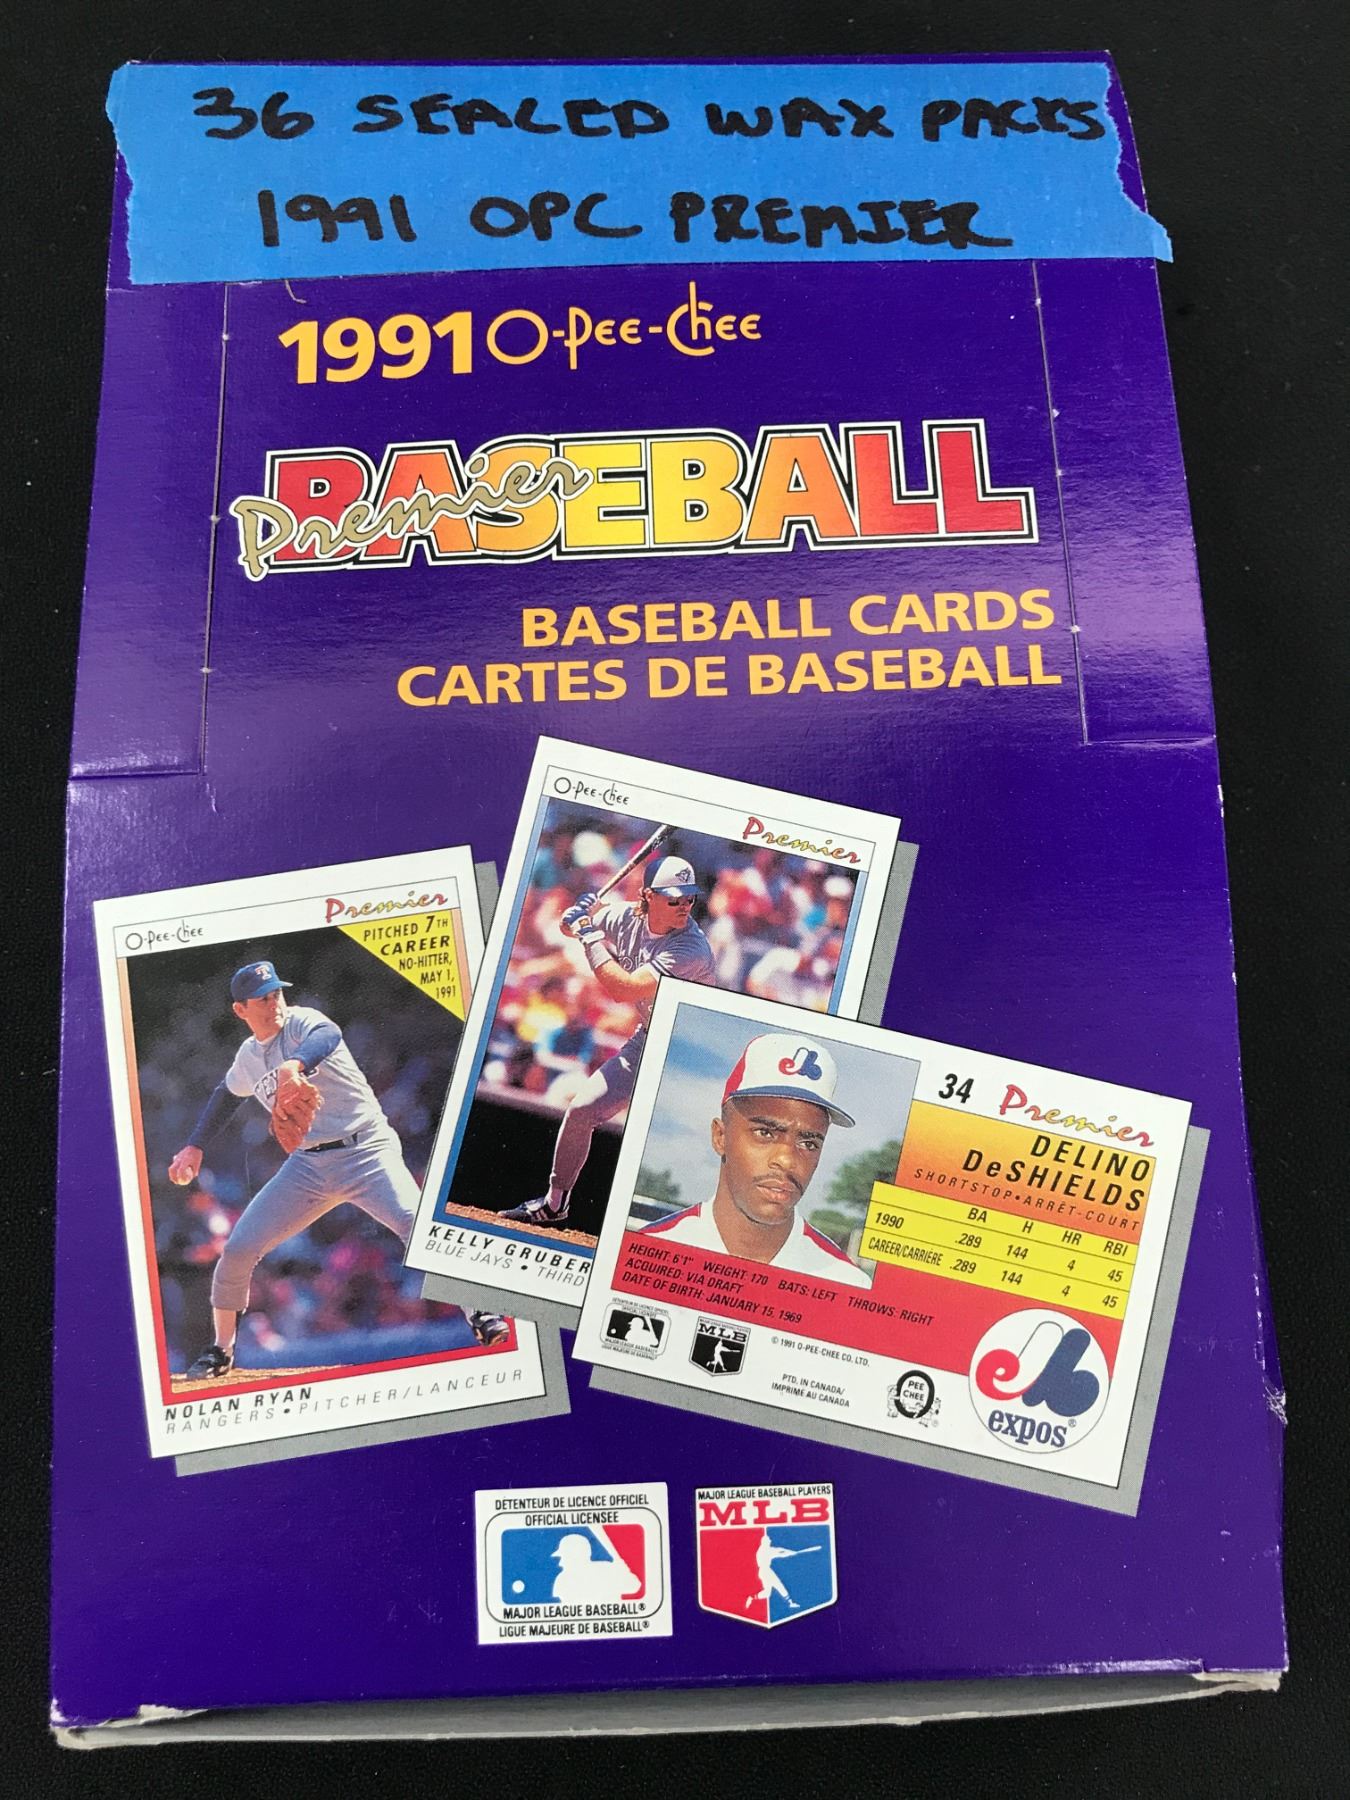 36 SEALED WAX PACKS
1991 OPC PREMIER
1991 O-Pee-Chee
Premier
BASEBALL
BASEBALL CARDS
CARTES DE BASEBALL
O-Pee-Chee
Premier
PITCHED 7TH
CAREER
NO-HITTER,
MAY 1,
1991
NOLAN RYAN
RANGERS • PITCHER/LANCEUR
O-Pee-Chee
Premier
KELLY GRUBER
BLUE JAYS • THIRD
34 Premier
DELINO
DeSHIELDS
SHORTSTOP • ARRÊT-COURT
BA H HR RBI
1990 .289 144 4 45
CAREER/CARRIÈRE .289 144 4 45
HEIGHT: 6'1" WEIGHT: 170 BATS: LEFT THROWS: RIGHT
ACQUIRED: VIA DRAFT
DATE OF BIRTH: JANUARY 15, 1969
MLB
© 1991 O-PEE-CHEE CO. LTD.
PTD. IN CANADA/
IMPRIMÉ AU CANADA
O
PEE
CHEE
expos®
DÉTENTEUR DE LICENCE OFFICIEL
OFFICIAL LICENSEE
MAJOR LEAGUE BASEBALL®
LIGUE MAJEURE DE BASEBALL®
MAJOR LEAGUE BASEBALL PLAYERS
MLB